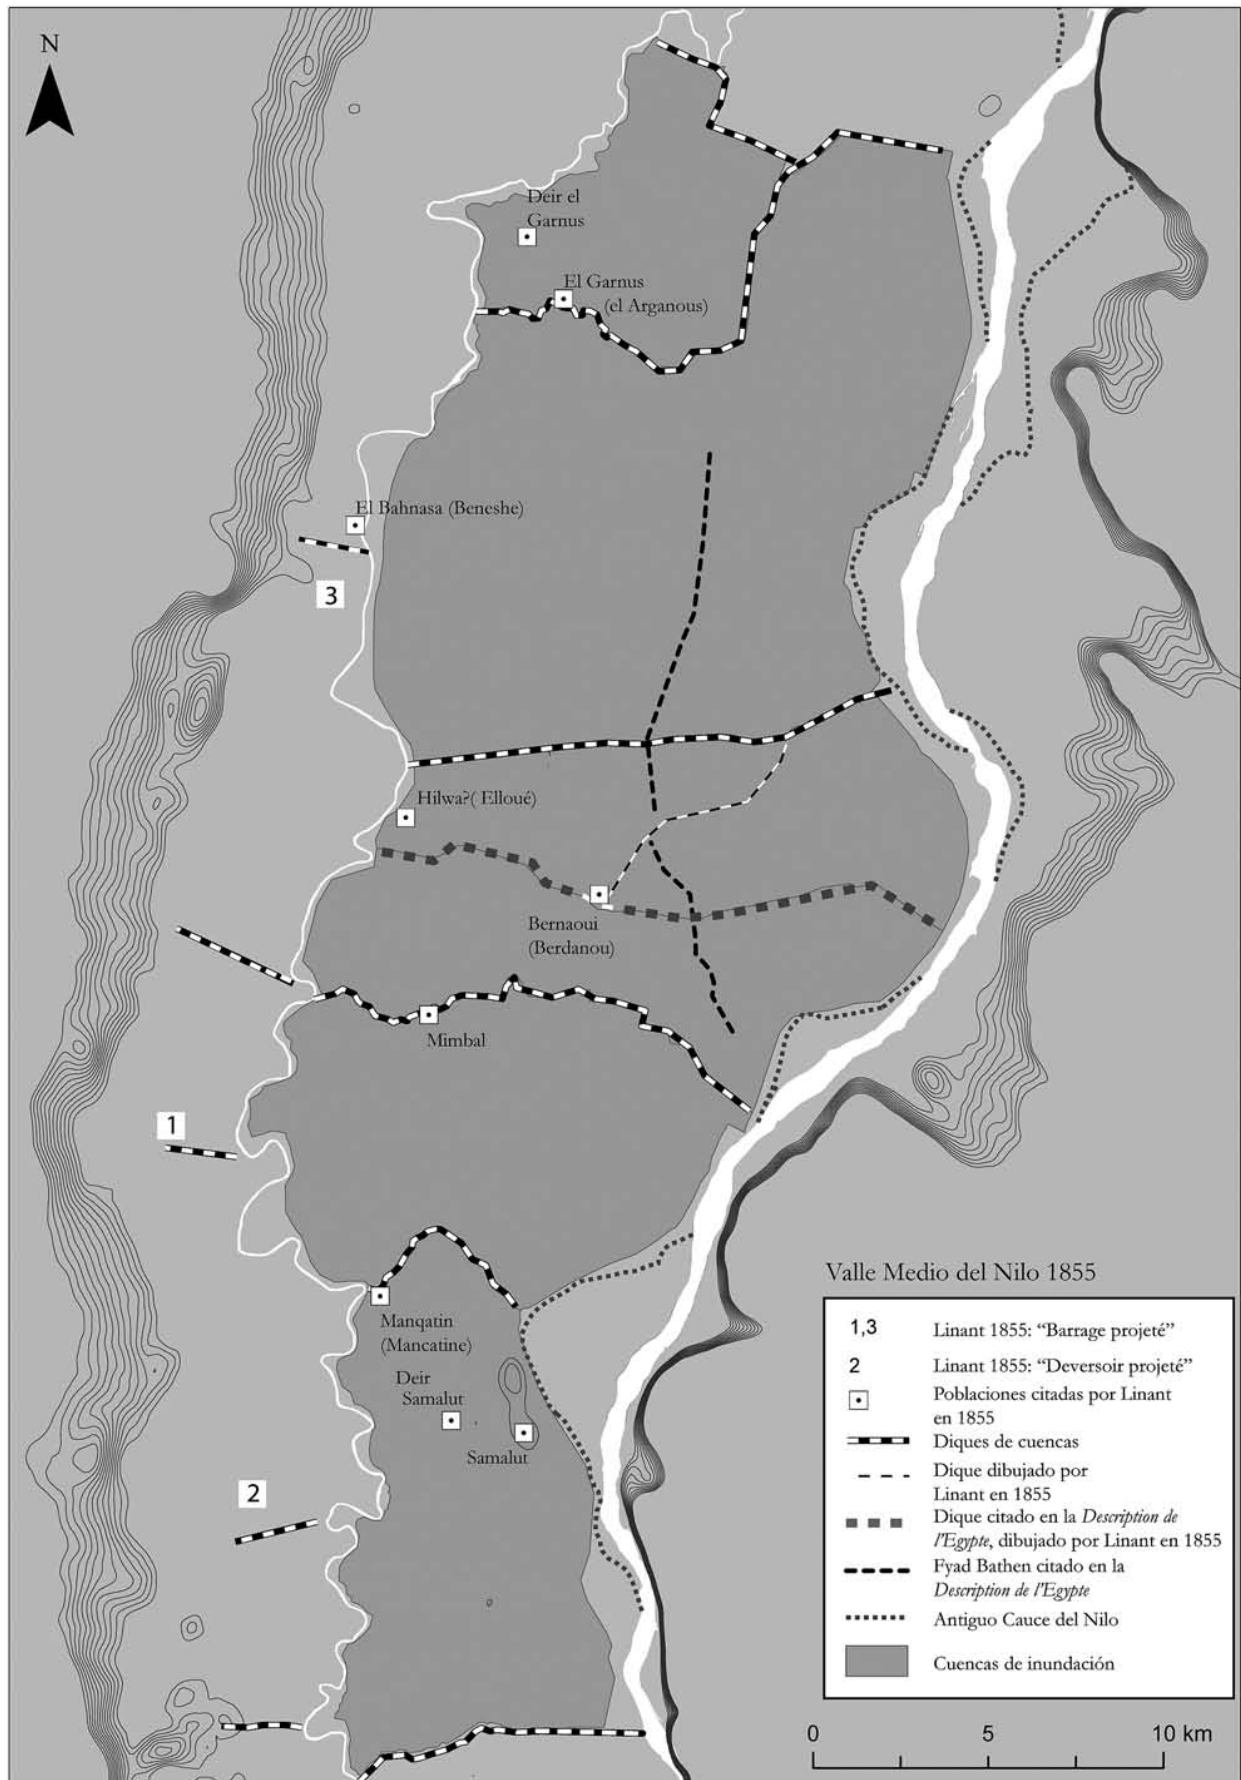 N
Deir el
Garnus
El Garnus
(el Arganous)
El Bahnasa (Beneshe)
3
Hilwa?( Elloué)
Bernaoui
(Berdanou)
Mimbal
1
Manqatin
(Mancatine)
Deir
Samalut
Samalut
2
Valle Medio del Nilo 1855
1,3 Linant 1855: “Barrage projeté”
2 Linant 1855: “Deversoir projeté”
Poblaciones citadas por Linant
en 1855
Diques de cuencas
Dique dibujado por
Linant en 1855
Dique citado en la Description de
l’Egypte, dibujado por Linant en 1855
Fyad Bathen citado en la
Description de l’Egypte
Antiguo Cauce del Nilo
Cuencas de inundación
0 5 10 km